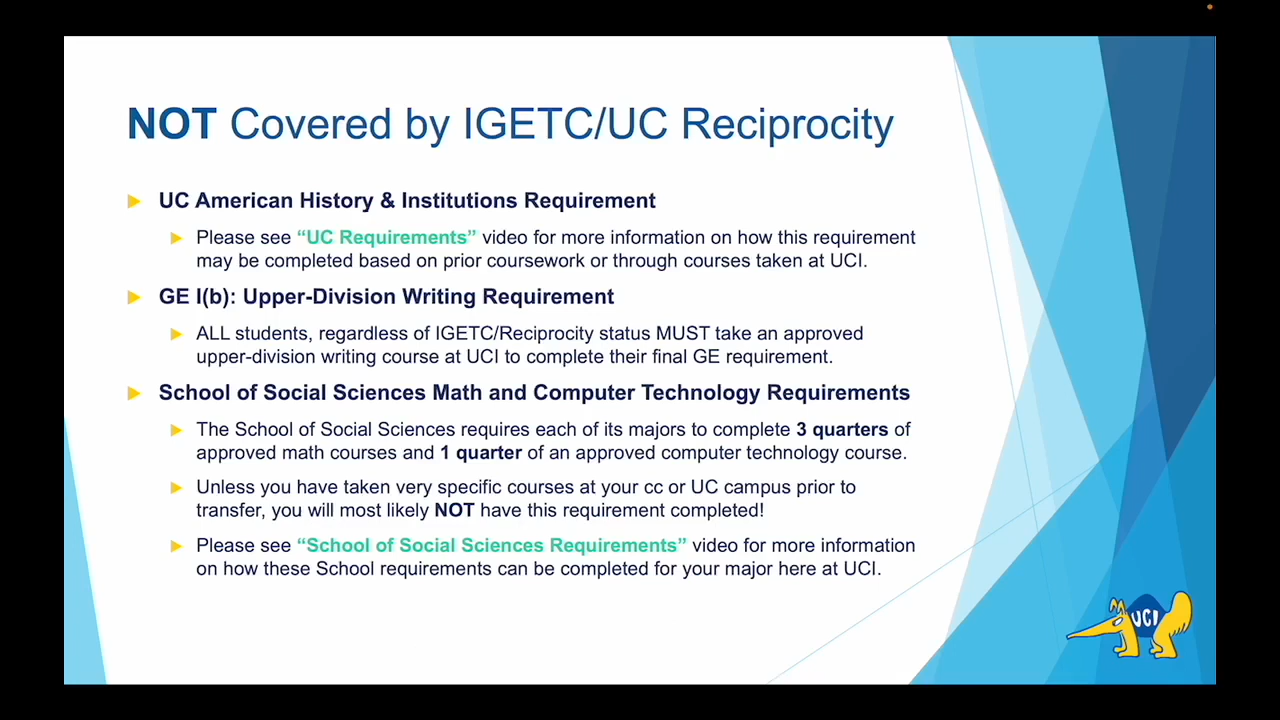 NOT Covered by IGETC/UC Reciprocity
UC American History & Institutions Requirement
Please see “UC Requirements” video for more information on how this requirement
may be completed based on prior coursework or through courses taken at UCI.
GE I(b): Upper-Division Writing Requirement
ALL students, regardless of IGETC/Reciprocity status MUST take an approved
upper-division writing course at UCI to complete their final GE requirement.
School of Social Sciences Math and Computer Technology Requirements
The School of Social Sciences requires each of its majors to complete 3 quarters of
approved math courses and 1 quarter of an approved computer technology course.
Unless you have taken very specific courses at your cc or UC campus prior to
transfer, you will most likely NOT have this requirement completed!
Please see “School of Social Sciences Requirements” video for more information
on how these School requirements can be completed for your major here at UCI.
UCI